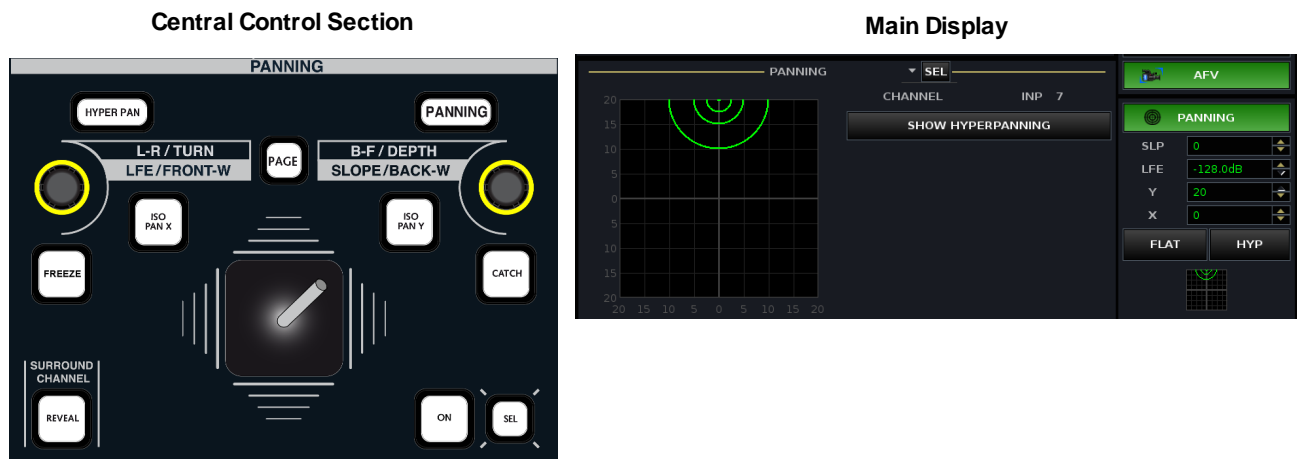 Central Control Section
PANNING
HYPER PAN
PANNING
L-R / TURN
LFE/FRONT-W
PAGE
B-F / DEPTH
SLOPE/BACK-W
ISO
PAN X
ISO
PAN Y
FREEZE
CATCH
SURROUND
CHANNEL
REVEAL
ON
SEL
Main Display
PANNING SEL
CHANNEL INP 7
SHOW HYPERPANNING
20
15
10
5
0
5
10
15
20
20 15 10 5 0 5 10 15 20
AFV
PANNING
SLP 0
LFE -128.0dB
Y 20
X 0
FLAT HYP